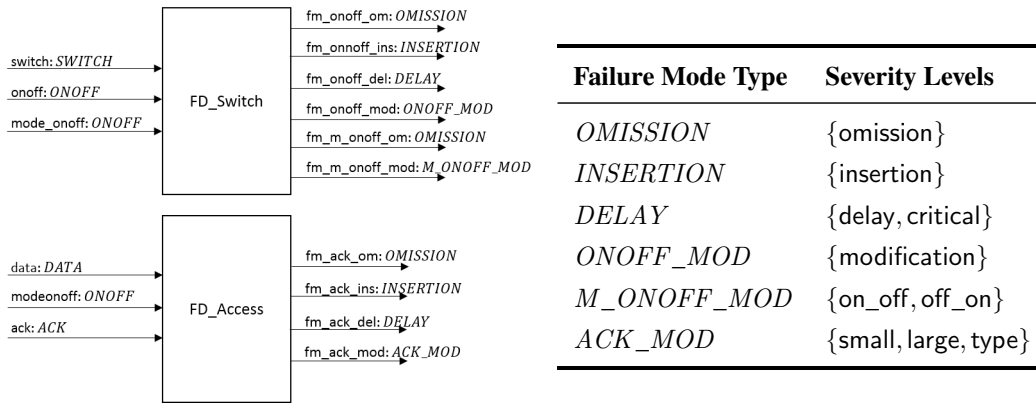 fm_onoff_om: OMISSION
fm_onnoff_ins: INSERTION
switch: SWITCH
fm_onoff_del: DELAY
onoff: ONOFF
FD_Switch
fm_onoff_mod: ONOFF_MOD
mode_onoff: ONOFF
fm_m_onoff_om: OMISSION
fm_m_onoff_mod: M_ONOFF_MOD
fm_ack_om: OMISSION
data: DATA
fm_ack_ins: INSERTION
modeonoff: ONOFF
FD_Access
fm_ack_del: DELAY
ack: ACK
fm_ack_mod: ACK_MOD
Failure Mode Type Severity Levels
OMISSION {omission}
INSERTION {insertion}
DELAY {delay, critical}
ONOFF_MOD {modification}
M_ONOFF_MOD {on_off, off_on}
ACK_MOD {small, large, type}